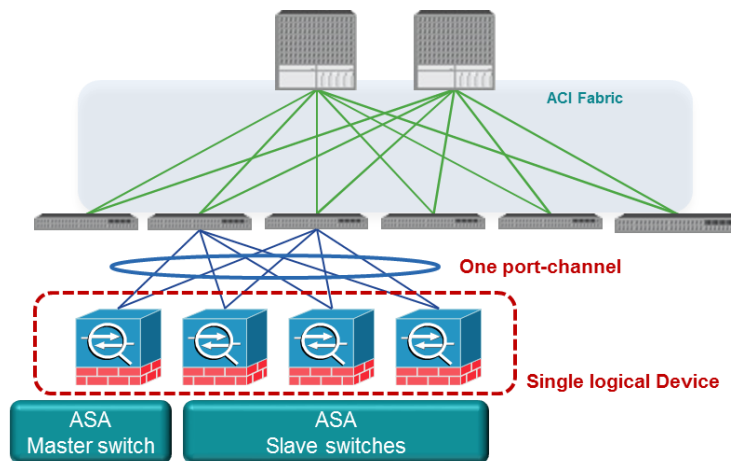 ACI Fabric
One port-channel
Single logical Device
ASA
Master switch
ASA
Slave switches